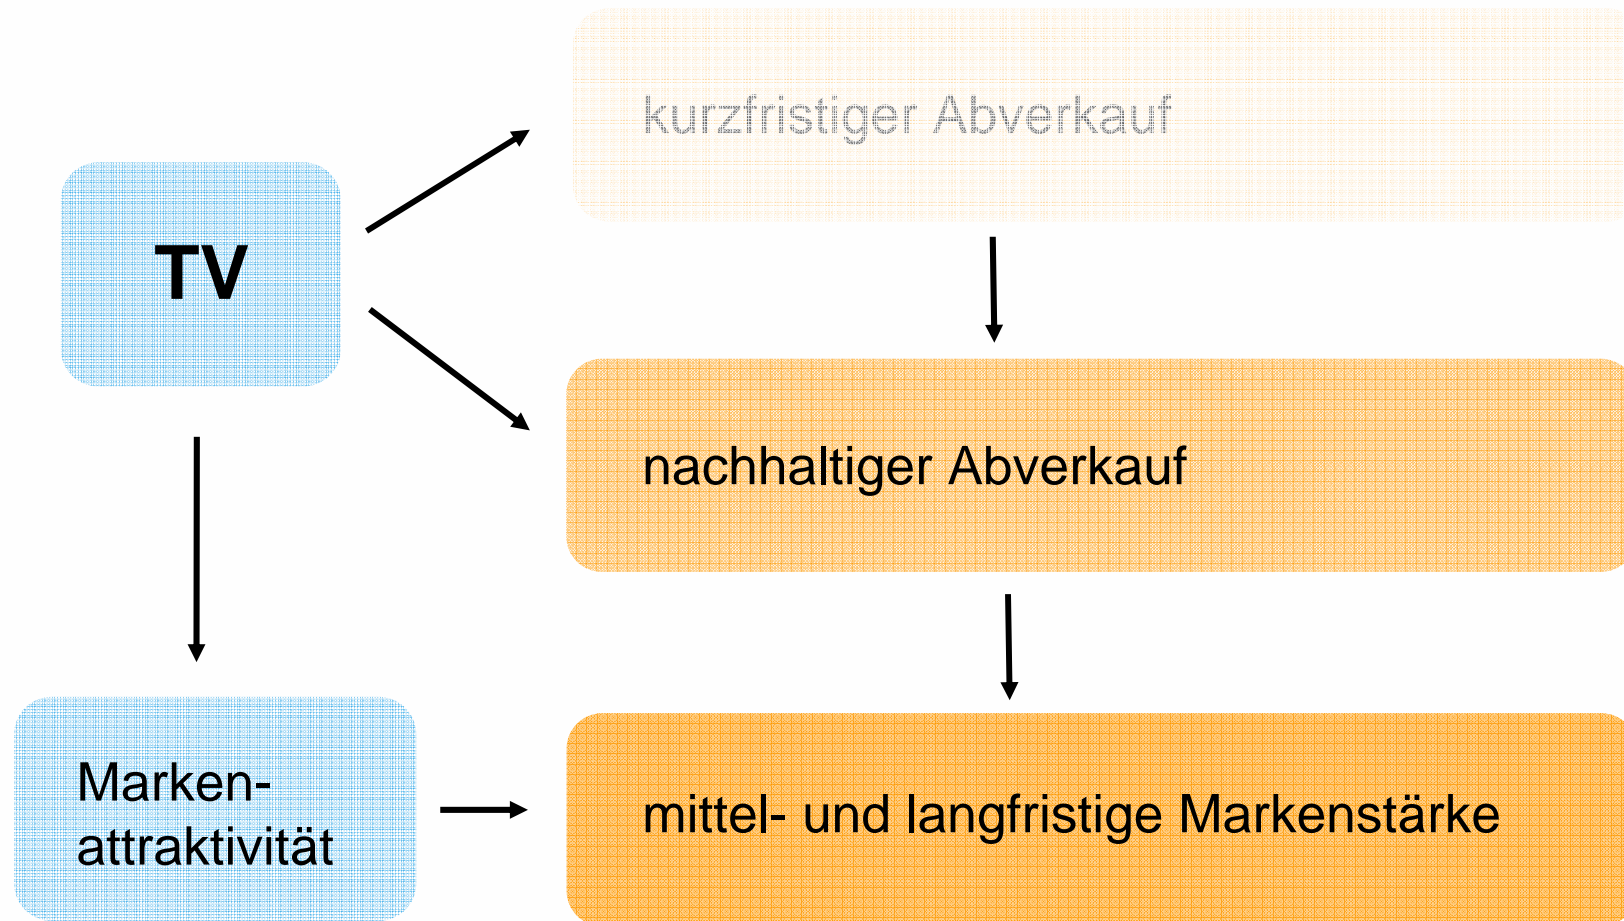 kurzfristiger Abverkauf
TV
nachhaltiger Abverkauf
Marken-
attraktivität
mittel- und langfristige Markenstärke